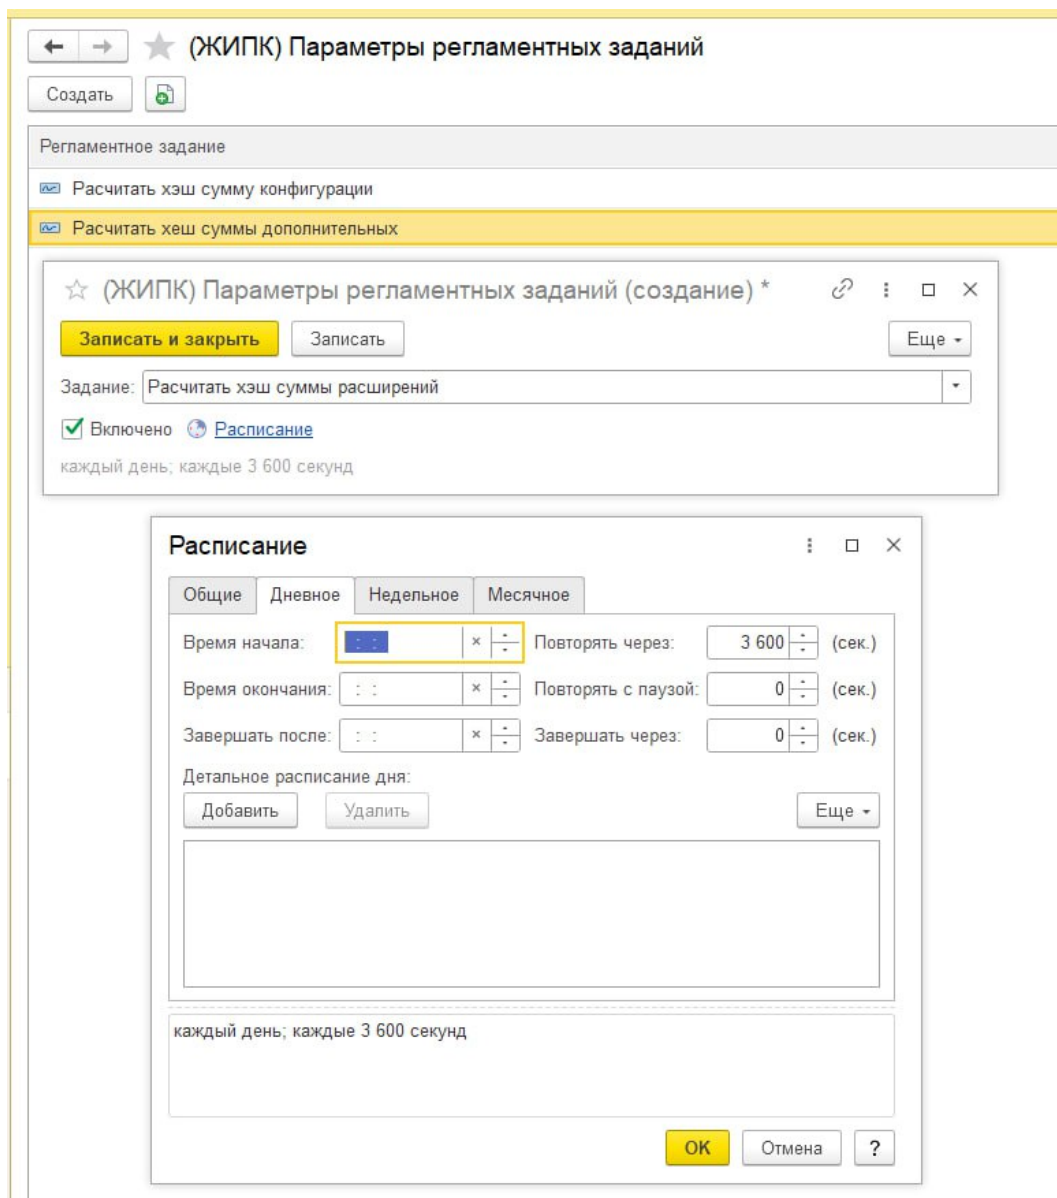 (ЖИПК) Параметры регламентных заданий
Создать
Регламентное задание
Расчитать хэш сумму конфигурации
Расчитать хеш суммы дополнительных
(ЖИПК) Параметры регламентных заданий (создание) *
Записать и закрыть Записать Еще
Задание: Расчитать хэш суммы расширений
Включено Расписание
каждый день; каждые 3 600 секунд
Расписание
Общие Дневное Недельное Месячное
Время начала: : : Повторять через: 3 600 (сек.)
Время окончания: : : Повторять с паузой: 0 (сек.)
Завершать после: : : Завершать через: 0 (сек.)
Детальное расписание дня:
Добавить Удалить Еще
каждый день; каждые 3 600 секунд
OK Отмена ?